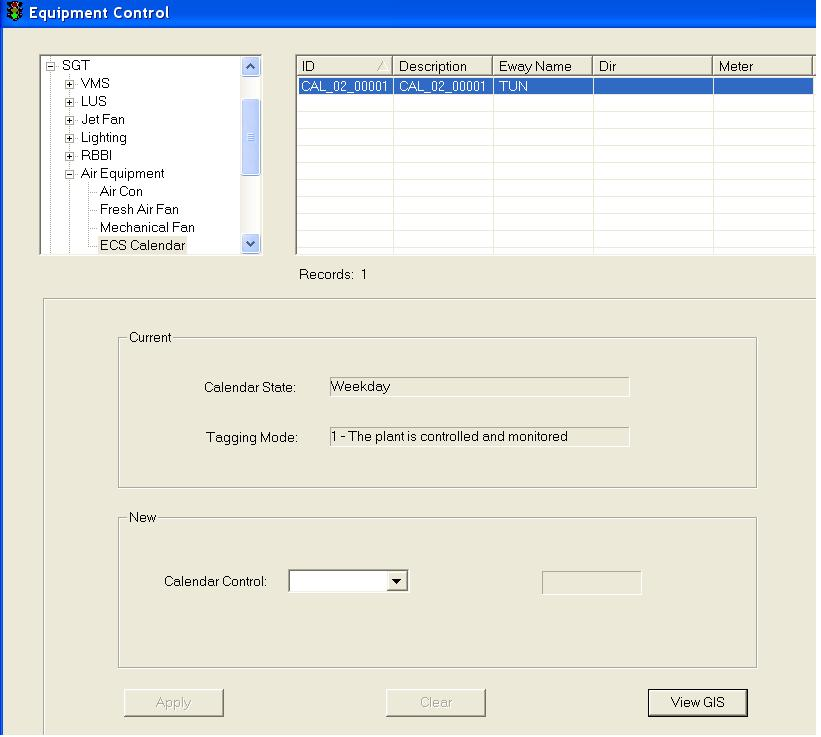 Equipment Control
SGT
VMS
LUS
Jet Fan
Lighting
RBBI
Air Equipment
Air Con
Fresh Air Fan
Mechanical Fan
ECS Calendar
ID Description Eway Name Dir Meter
CAL_02_00001 CAL_02_00001 TUN
Records: 1
Current
Calendar State: Weekday
Tagging Mode: 1 - The plant is controlled and monitored
New
Calendar Control:
Apply Clear View GIS